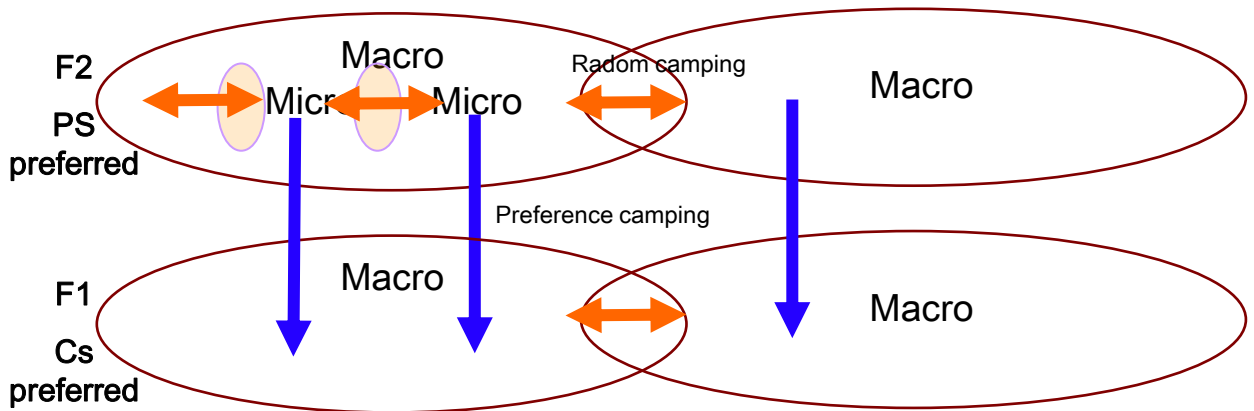 F2
PS
preferred
Macro
Micro
Micro
Radom camping
Macro
Preference camping
F1
Cs
preferred
Macro
Macro